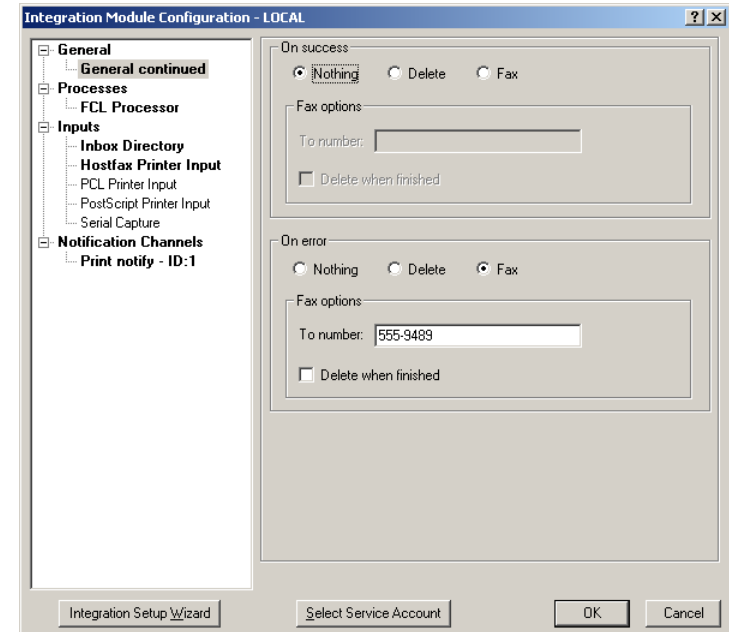 Integration Module Configuration - LOCAL
General
General continued
Processes
FCL Processor
Inputs
Inbox Directory
Hostfax Printer Input
PCL Printer Input
PostScript Printer Input
Serial Capture
Notification Channels
Print notify - ID:1
On success
Nothing Delete Fax
Fax options
To number:
Delete when finished
On error
Nothing Delete Fax
Fax options
To number: 555-9489
Delete when finished
Integration Setup Wizard Select Service Account OK Cancel